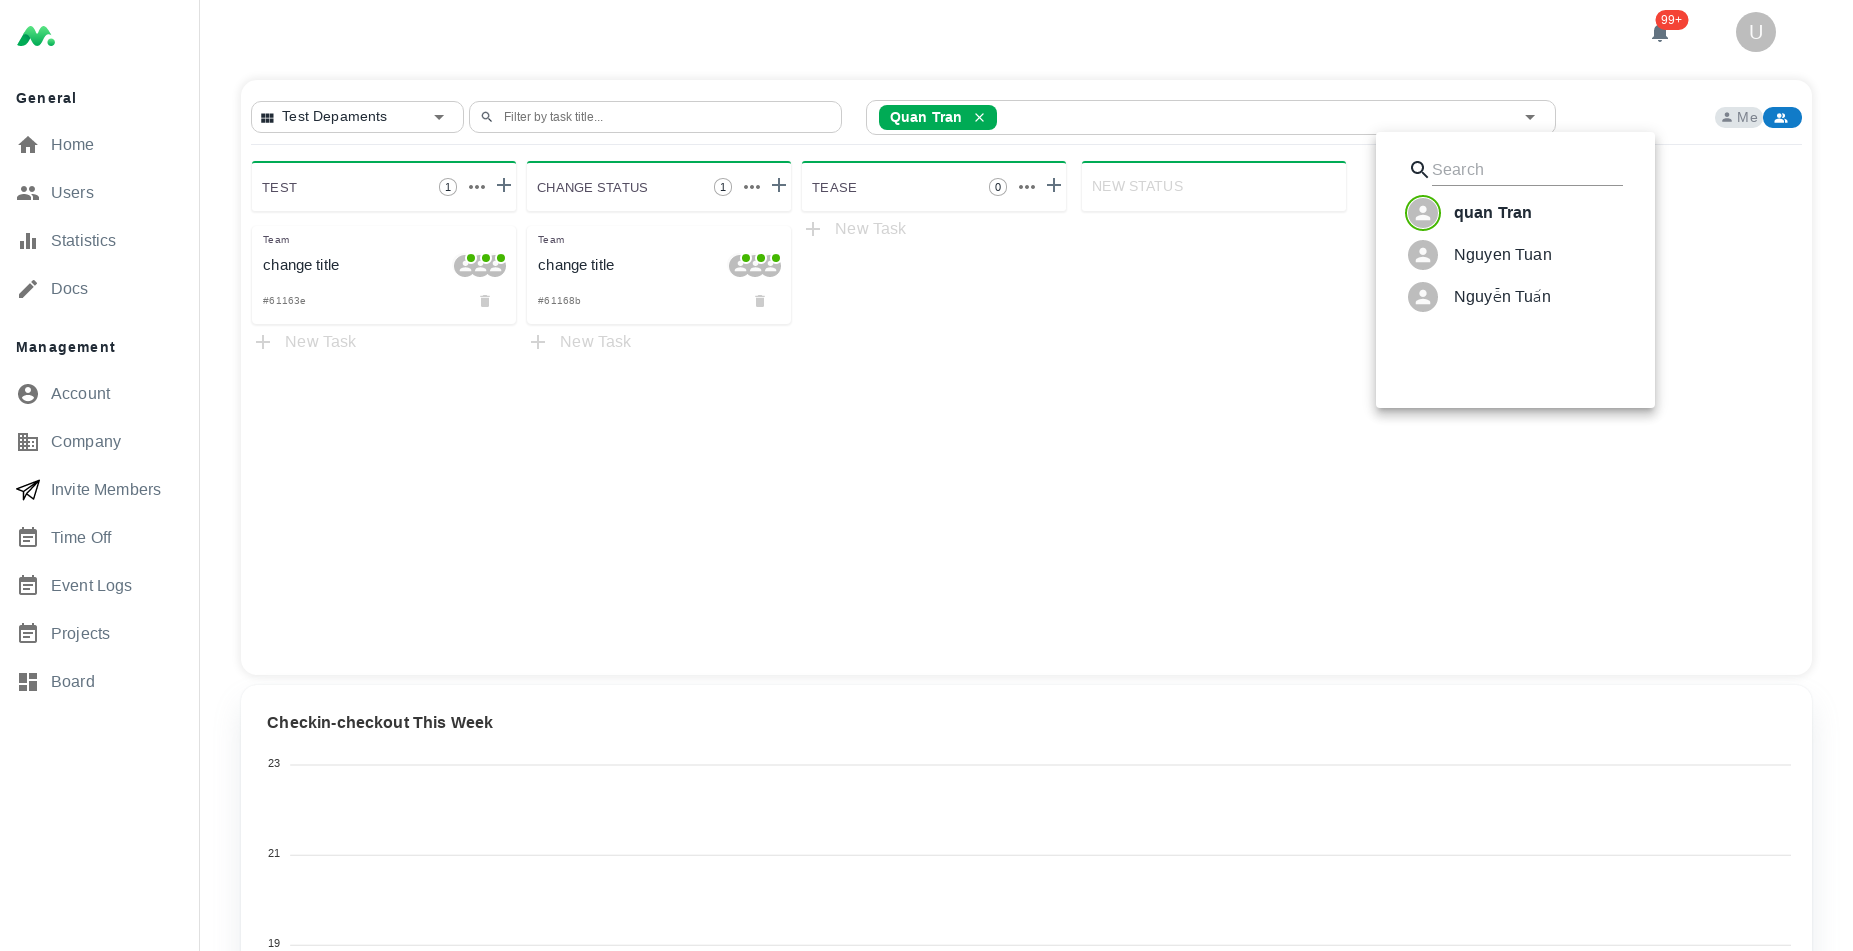 99+
U
General
Home
Users
Statistics
Docs
Management
Account
Company
Invite Members
Time Off
Event Logs
Projects
Board
Test Depaments
Filter by task title...
Quan Tran
Me
TEST
1
CHANGE STATUS
1
TEASE
0
NEW STATUS
Team
change title
#61163e
New Task
Team
change title
#61168b
New Task
New Task
Search
quan Tran
Nguyen Tuan
Nguyễn Tuấn
Checkin-checkout This Week
23
21
19